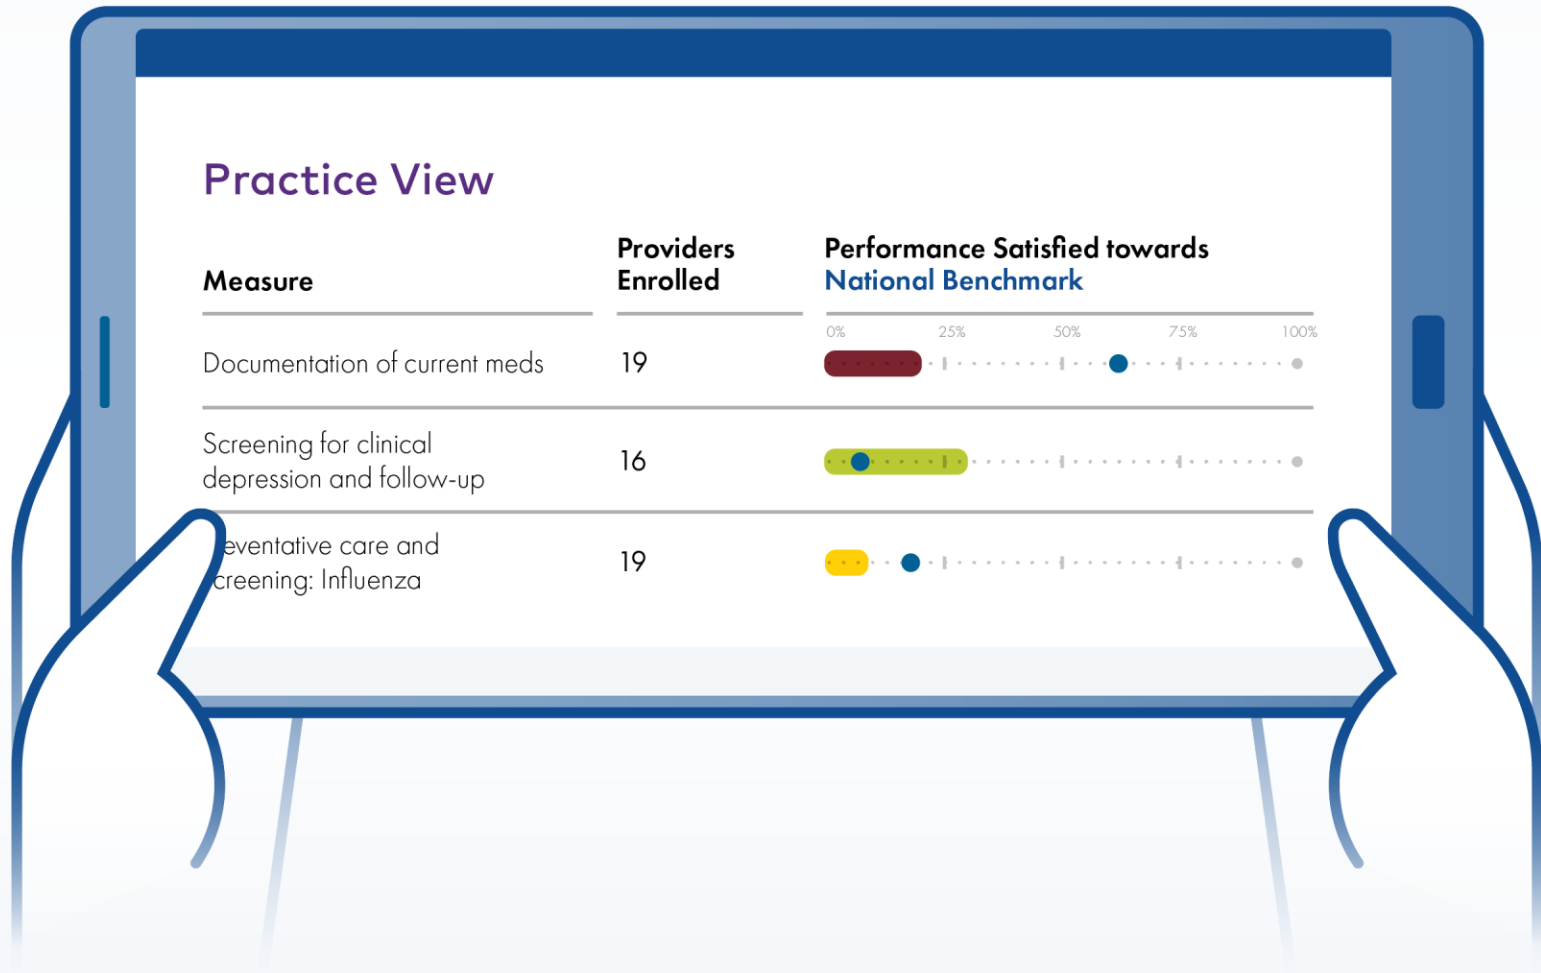 Practice View
Measure
Providers
Enrolled
Performance Satisfied towards
National Benchmark
0% 25% 50% 75% 100%
Documentation of current meds 19
Screening for clinical
depression and follow-up
16
eventative care and
creening: Influenza
19